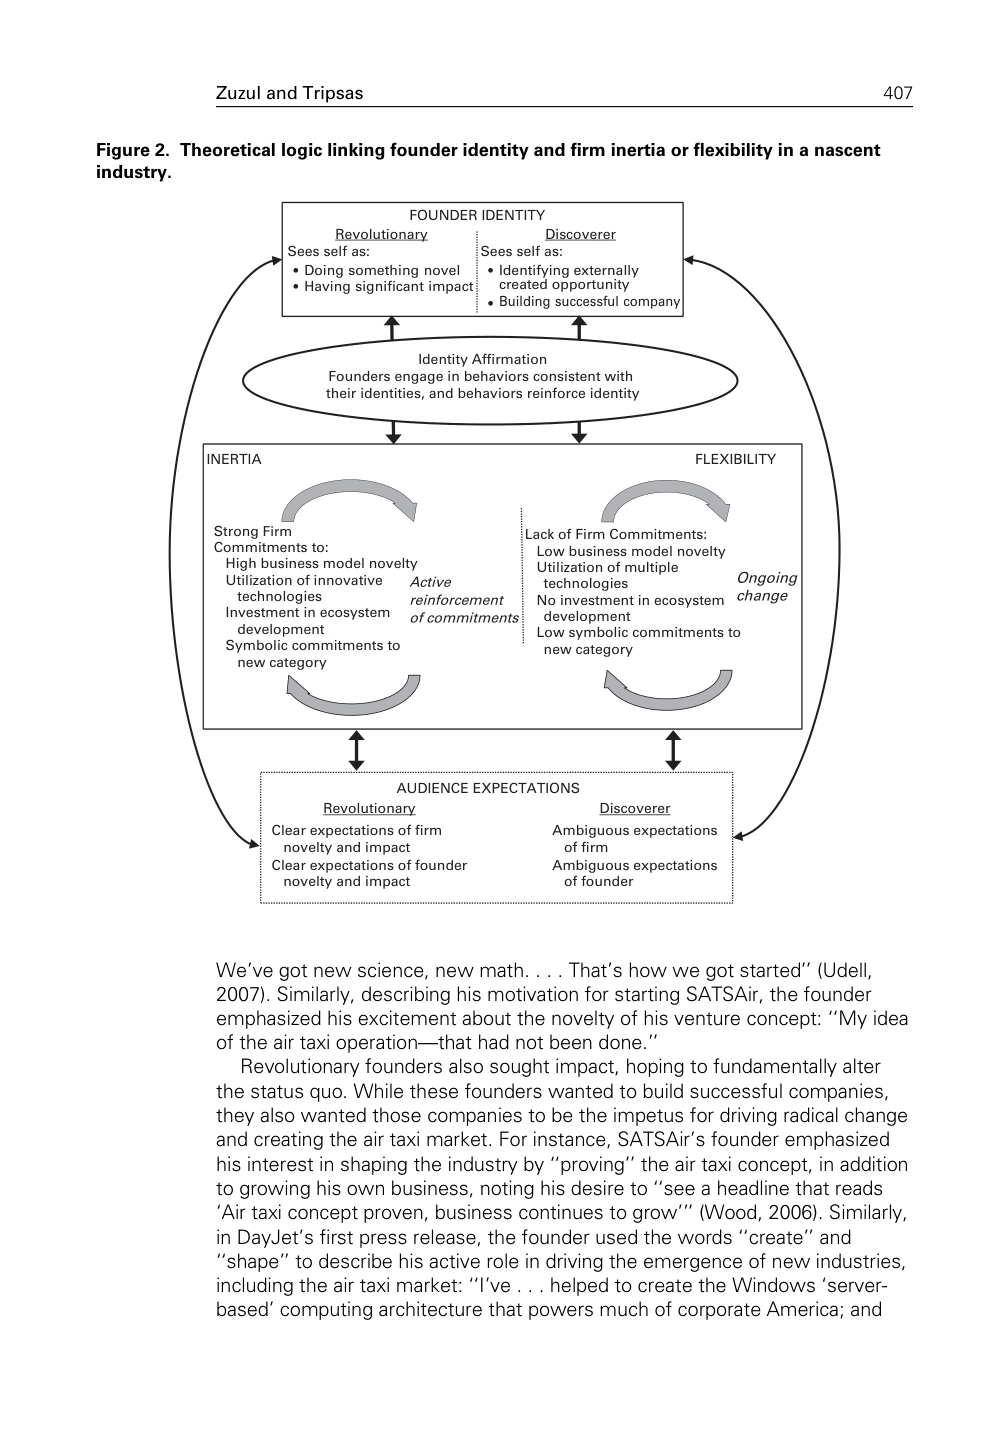 Zuzul and Tripsas 407
Figure 2. Theoretical logic linking founder identity and firm inertia or flexibility in a nascent
industry.
FOUNDER IDENTITY
Revolutionary
Sees self as:
• Doing something novel
• Having significant impact
Discoverer
Sees self as:
• Identifying externally
created opportunity
• Building successful company
Identity Affirmation
Founders engage in behaviors consistent with
their identities, and behaviors reinforce identity
INERTIA
Strong Firm
Commitments to:
High business model novelty
Utilization of innovative
technologies
Investment in ecosystem
development
Symbolic commitments to
new category
Active
reinforcement
of commitments
FLEXIBILITY
Lack of Firm Commitments:
Low business model novelty
Utilization of multiple
technologies
No investment in ecosystem
development
Low symbolic commitments to
new category
Ongoing
change
AUDIENCE EXPECTATIONS
Revolutionary
Clear expectations of firm
novelty and impact
Clear expectations of founder
novelty and impact
Discoverer
Ambiguous expectations
of firm
Ambiguous expectations
of founder
We've got new science, new math. . . . That's how we got started'' (Udell,
2007). Similarly, describing his motivation for starting SATSAir, the founder
emphasized his excitement about the novelty of his venture concept: ''My idea
of the air taxi operation—that had not been done.''
Revolutionary founders also sought impact, hoping to fundamentally alter
the status quo. While these founders wanted to build successful companies,
they also wanted those companies to be the impetus for driving radical change
and creating the air taxi market. For instance, SATSAir's founder emphasized
his interest in shaping the industry by ''proving'' the air taxi concept, in addition
to growing his own business, noting his desire to ''see a headline that reads
'Air taxi concept proven, business continues to grow''' (Wood, 2006). Similarly,
in DayJet's first press release, the founder used the words ''create'' and
''shape'' to describe his active role in driving the emergence of new industries,
including the air taxi market: ''I've . . . helped to create the Windows 'server-
based' computing architecture that powers much of corporate America; and